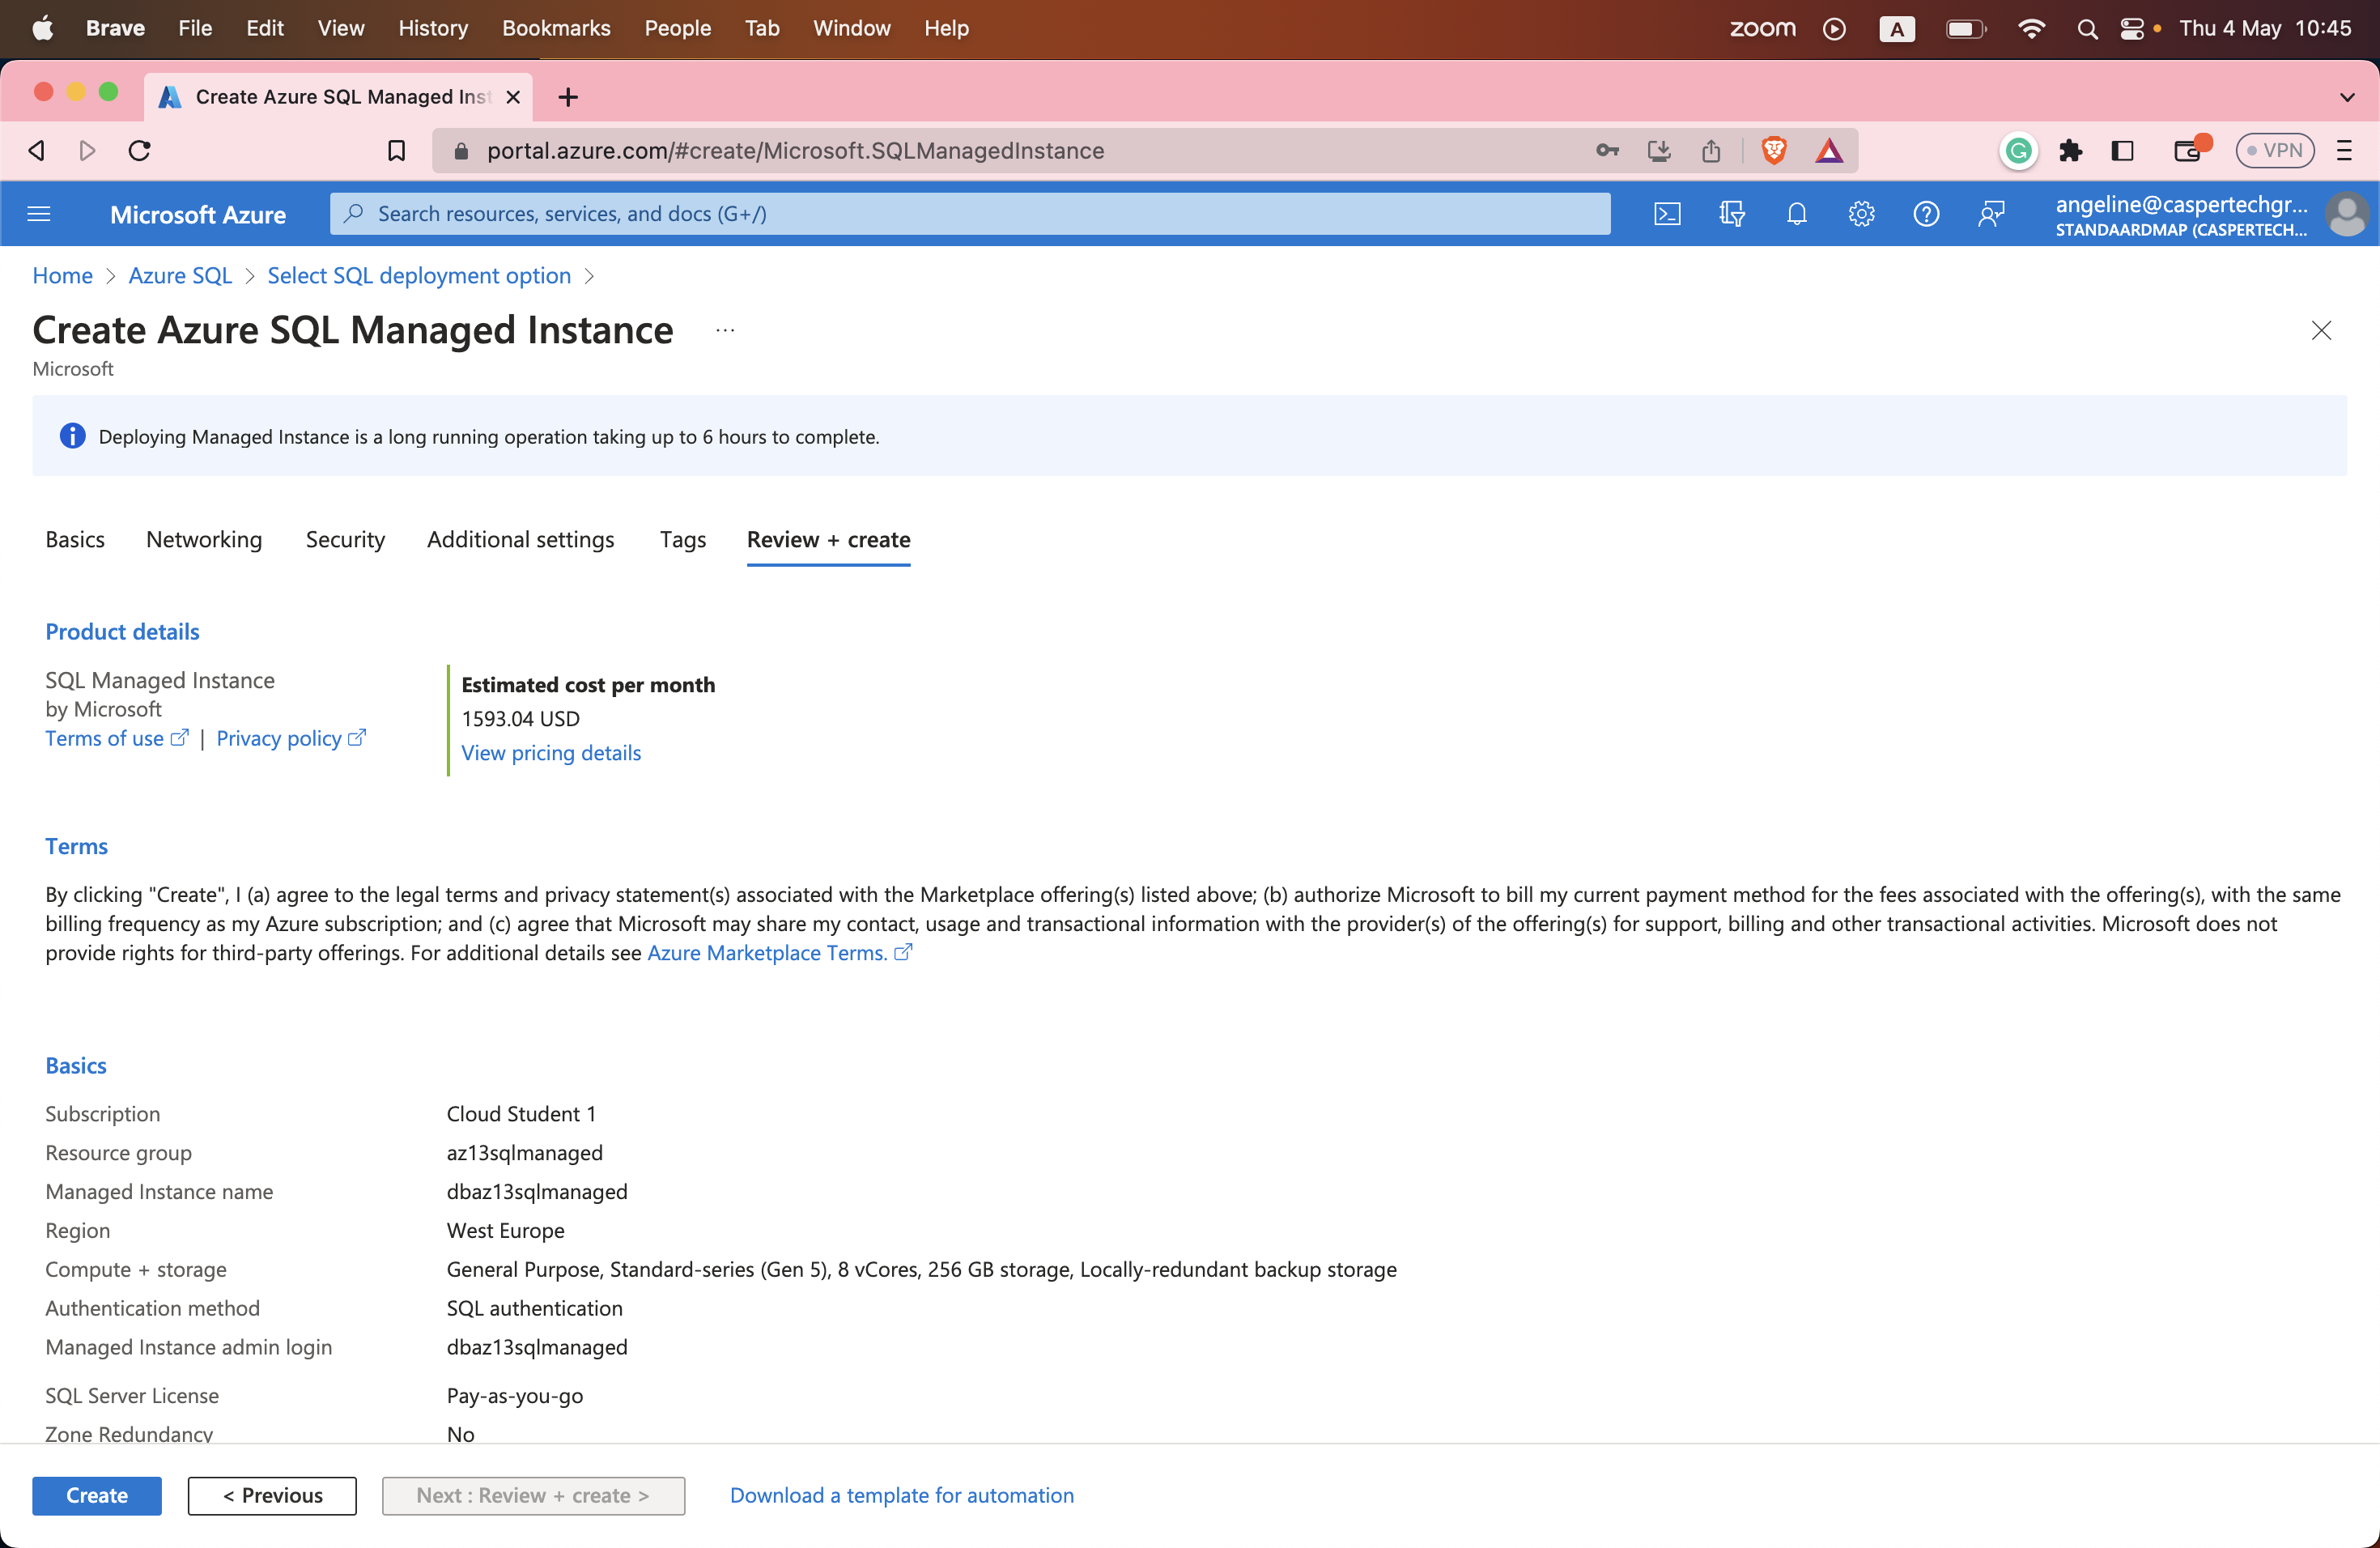 Brave File Edit View History Bookmarks People Tab Window Help zoom A Thu 4 May 10:45
Create Azure SQL Managed Inst
portal.azure.com/#create/Microsoft.SQLManagedInstance VPN
Microsoft Azure Search resources, services, and docs (G+/) angeline@caspertechgr...
STANDAARDMAP (CASPERTECH...
Home > Azure SQL > Select SQL deployment option >
Create Azure SQL Managed Instance ...
Microsoft
Deploying Managed Instance is a long running operation taking up to 6 hours to complete.
Basics Networking Security Additional settings Tags Review + create
Product details
SQL Managed Instance
by Microsoft
Terms of use | Privacy policy
Estimated cost per month
1593.04 USD
View pricing details
Terms
By clicking "Create", I (a) agree to the legal terms and privacy statement(s) associated with the Marketplace offering(s) listed above; (b) authorize Microsoft to bill my current payment method for the fees associated with the offering(s), with the same
billing frequency as my Azure subscription; and (c) agree that Microsoft may share my contact, usage and transactional information with the provider(s) of the offering(s) for support, billing and other transactional activities. Microsoft does not
provide rights for third-party offerings. For additional details see Azure Marketplace Terms.
Basics
Subscription Cloud Student 1
Resource group az13sqlmanaged
Managed Instance name dbaz13sqlmanaged
Region West Europe
Compute + storage General Purpose, Standard-series (Gen 5), 8 vCores, 256 GB storage, Locally-redundant backup storage
Authentication method SQL authentication
Managed Instance admin login dbaz13sqlmanaged
SQL Server License Pay-as-you-go
Zone Redundancy No
Create < Previous Next : Review + create > Download a template for automation